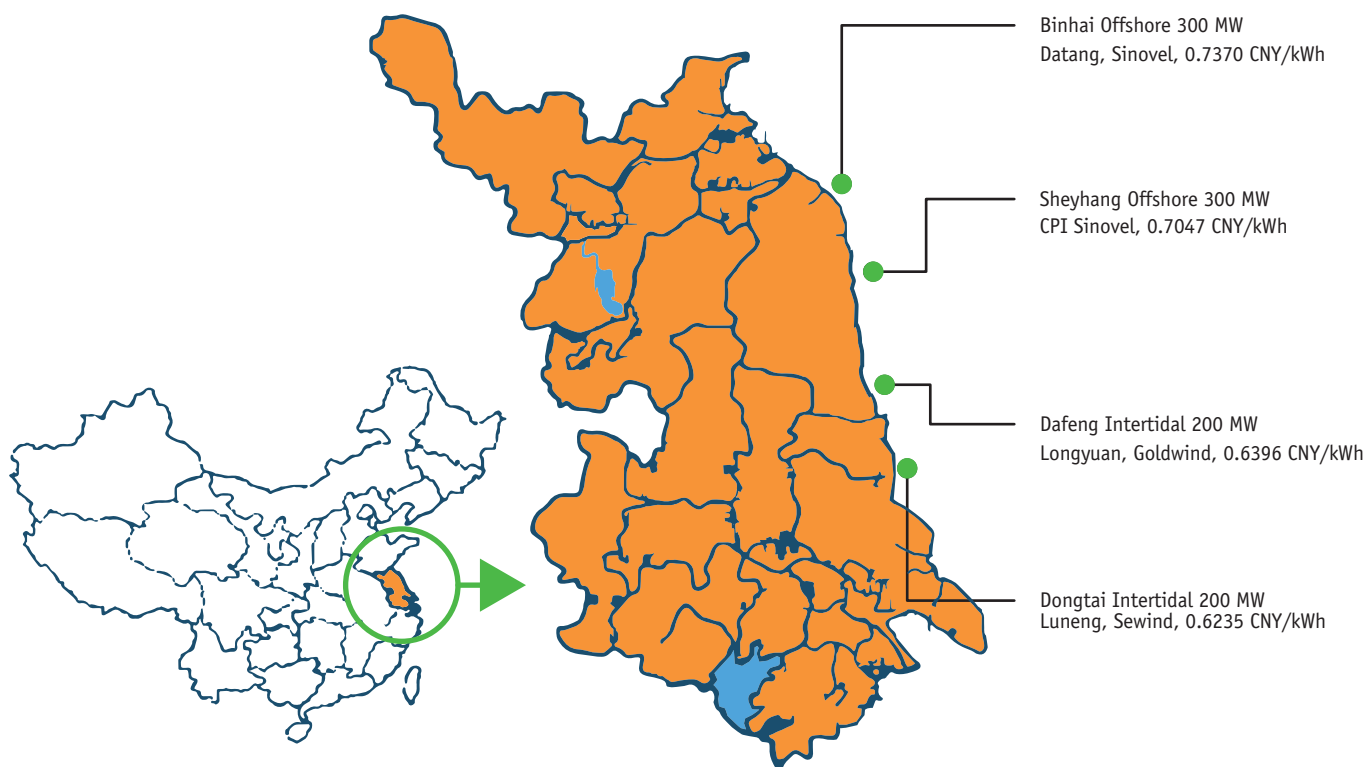 Binhai Offshore 300 MW
Datang, Sinovel, 0.7370 CNY/kWh
Sheyhang Offshore 300 MW
CPI Sinovel, 0.7047 CNY/kWh
Dafeng Intertidal 200 MW
Longyuan, Goldwind, 0.6396 CNY/kWh
Dongtai Intertidal 200 MW
Luneng, Sewind, 0.6235 CNY/kWh